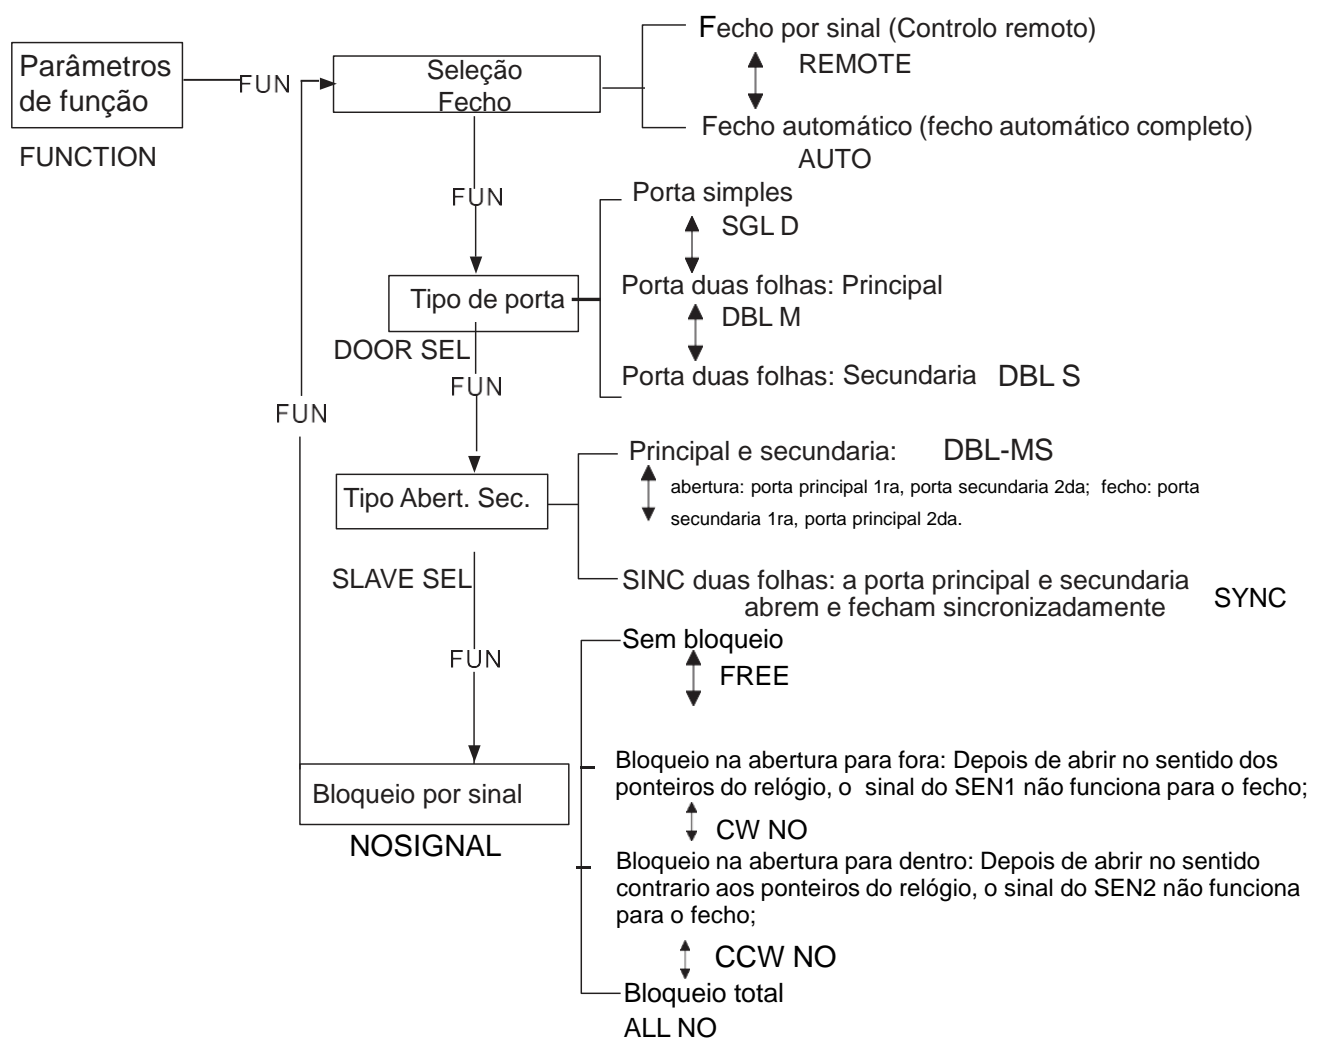 Parâmetros
de função
FUNCTION
FUN
Seleção
Fecho
Fecho por sinal (Controlo remoto)
REMOTE
Fecho automático (fecho automático completo)
AUTO
FUN
Tipo de porta
DOOR SEL
Porta simples
SGL D
Porta duas folhas: Principal
DBL M
Porta duas folhas: Secundaria DBL S
FUN
FUN
Tipo Abert. Sec.
SLAVE SEL
Principal e secundaria: DBL-MS
abertura: porta principal 1ra, porta secundaria 2da; fecho: porta
secundaria 1ra, porta principal 2da.
SINC duas folhas: a porta principal e secundaria
abrem e fecham sincronizadamente SYNC
FUN
Bloqueio por sinal
NOSIGNAL
Sem bloqueio
FREE
Bloqueio na abertura para fora: Depois de abrir no sentido dos
ponteiros do relógio, o sinal do SEN1 não funciona para o fecho;
CW NO
Bloqueio na abertura para dentro: Depois de abrir no sentido
contrario aos ponteiros do relógio, o sinal do SEN2 não funciona
para o fecho;
CCW NO
Bloqueio total
ALL NO